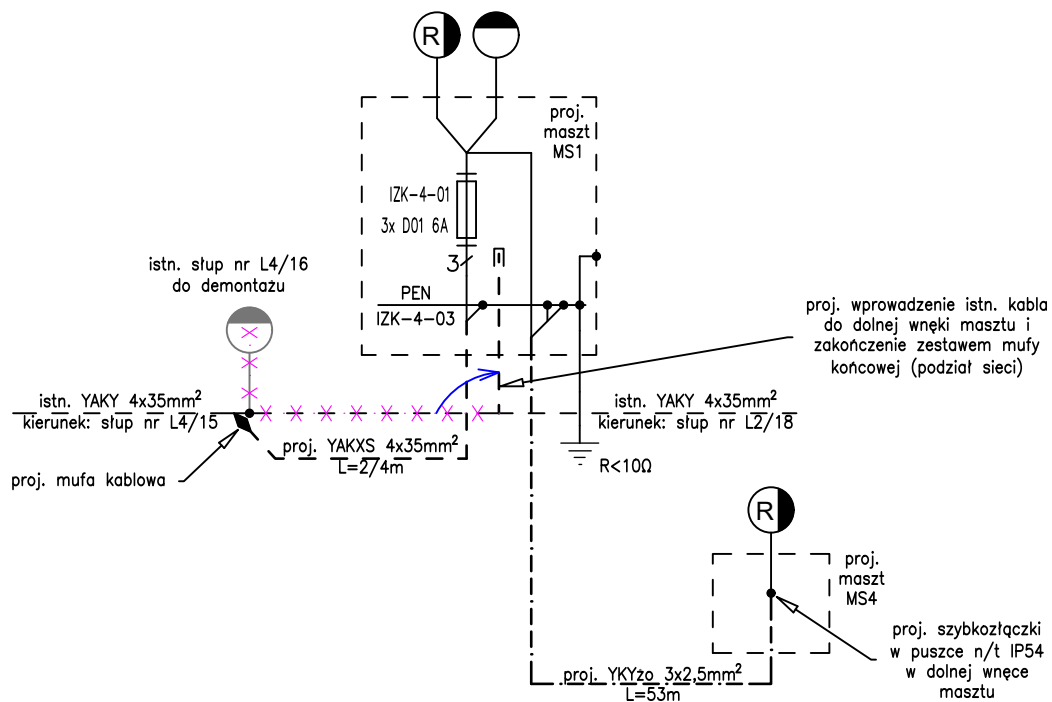 R
proj.
maszt
MS1
IZK-4-01
3x D01 6A
3
istn. słup nr L4/16
do demontażu
PEN
IZK-4-03
proj. wprowadzenie istn. kabla
do dolnej wnęki masztu i
zakończenie zestawem mufy
końcowej (podział sieci)
istn. YAKY 4x35mm²
kierunek: słup nr L4/15
istn. YAKY 4x35mm²
kierunek: słup nr L2/18
proj. YAKXS 4x35mm²
L=2/4m
proj. mufa kablowa
R<10Ω
R
proj.
maszt
MS4
proj. szybkozłączki
w puszce n/t IP54
w dolnej wnęce
masztu
proj. YKYżo 3x2,5mm²
L=53m